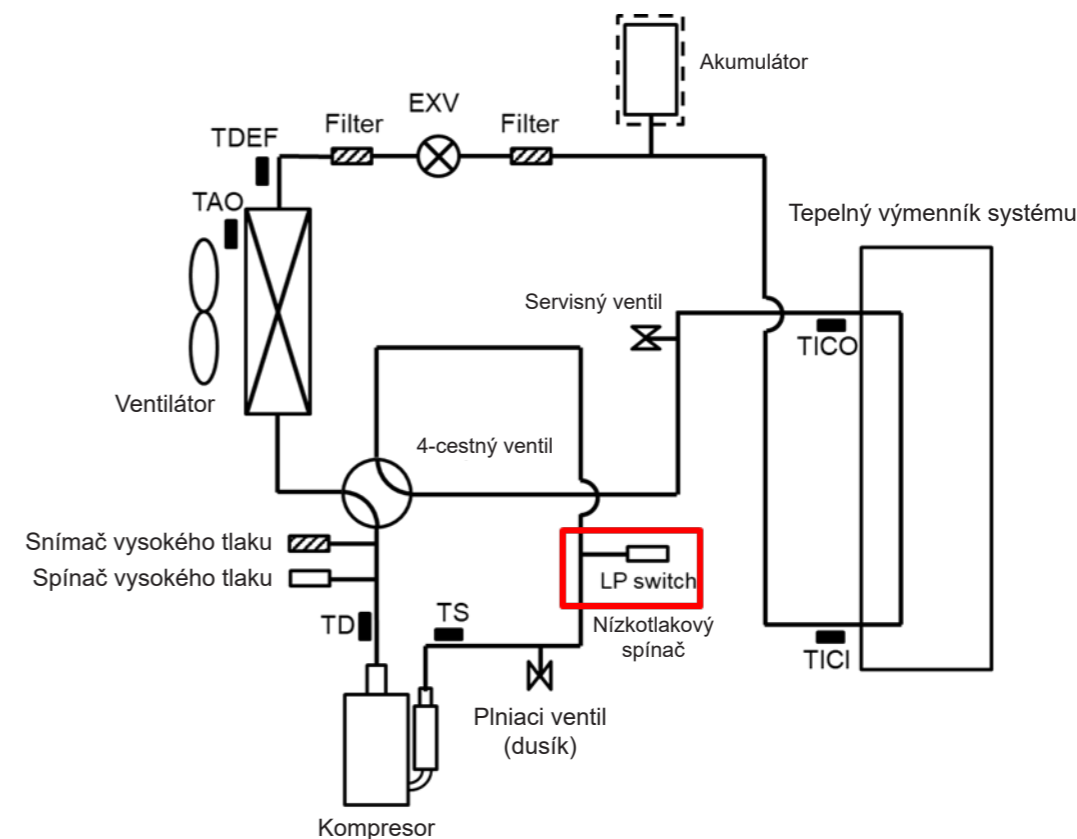 Akumulátor
EXV
Filter
Filter
TDEF
TAO
Tepelný výmenník systému
Servisný ventil
TICO
Ventilátor
4-cestný ventil
Snímač vysokého tlaku
Spínač vysokého tlaku
LP switch
TD
TS
Nízkotlakový
spínač
TICI
Plniaci ventil
(dusík)
Kompresor